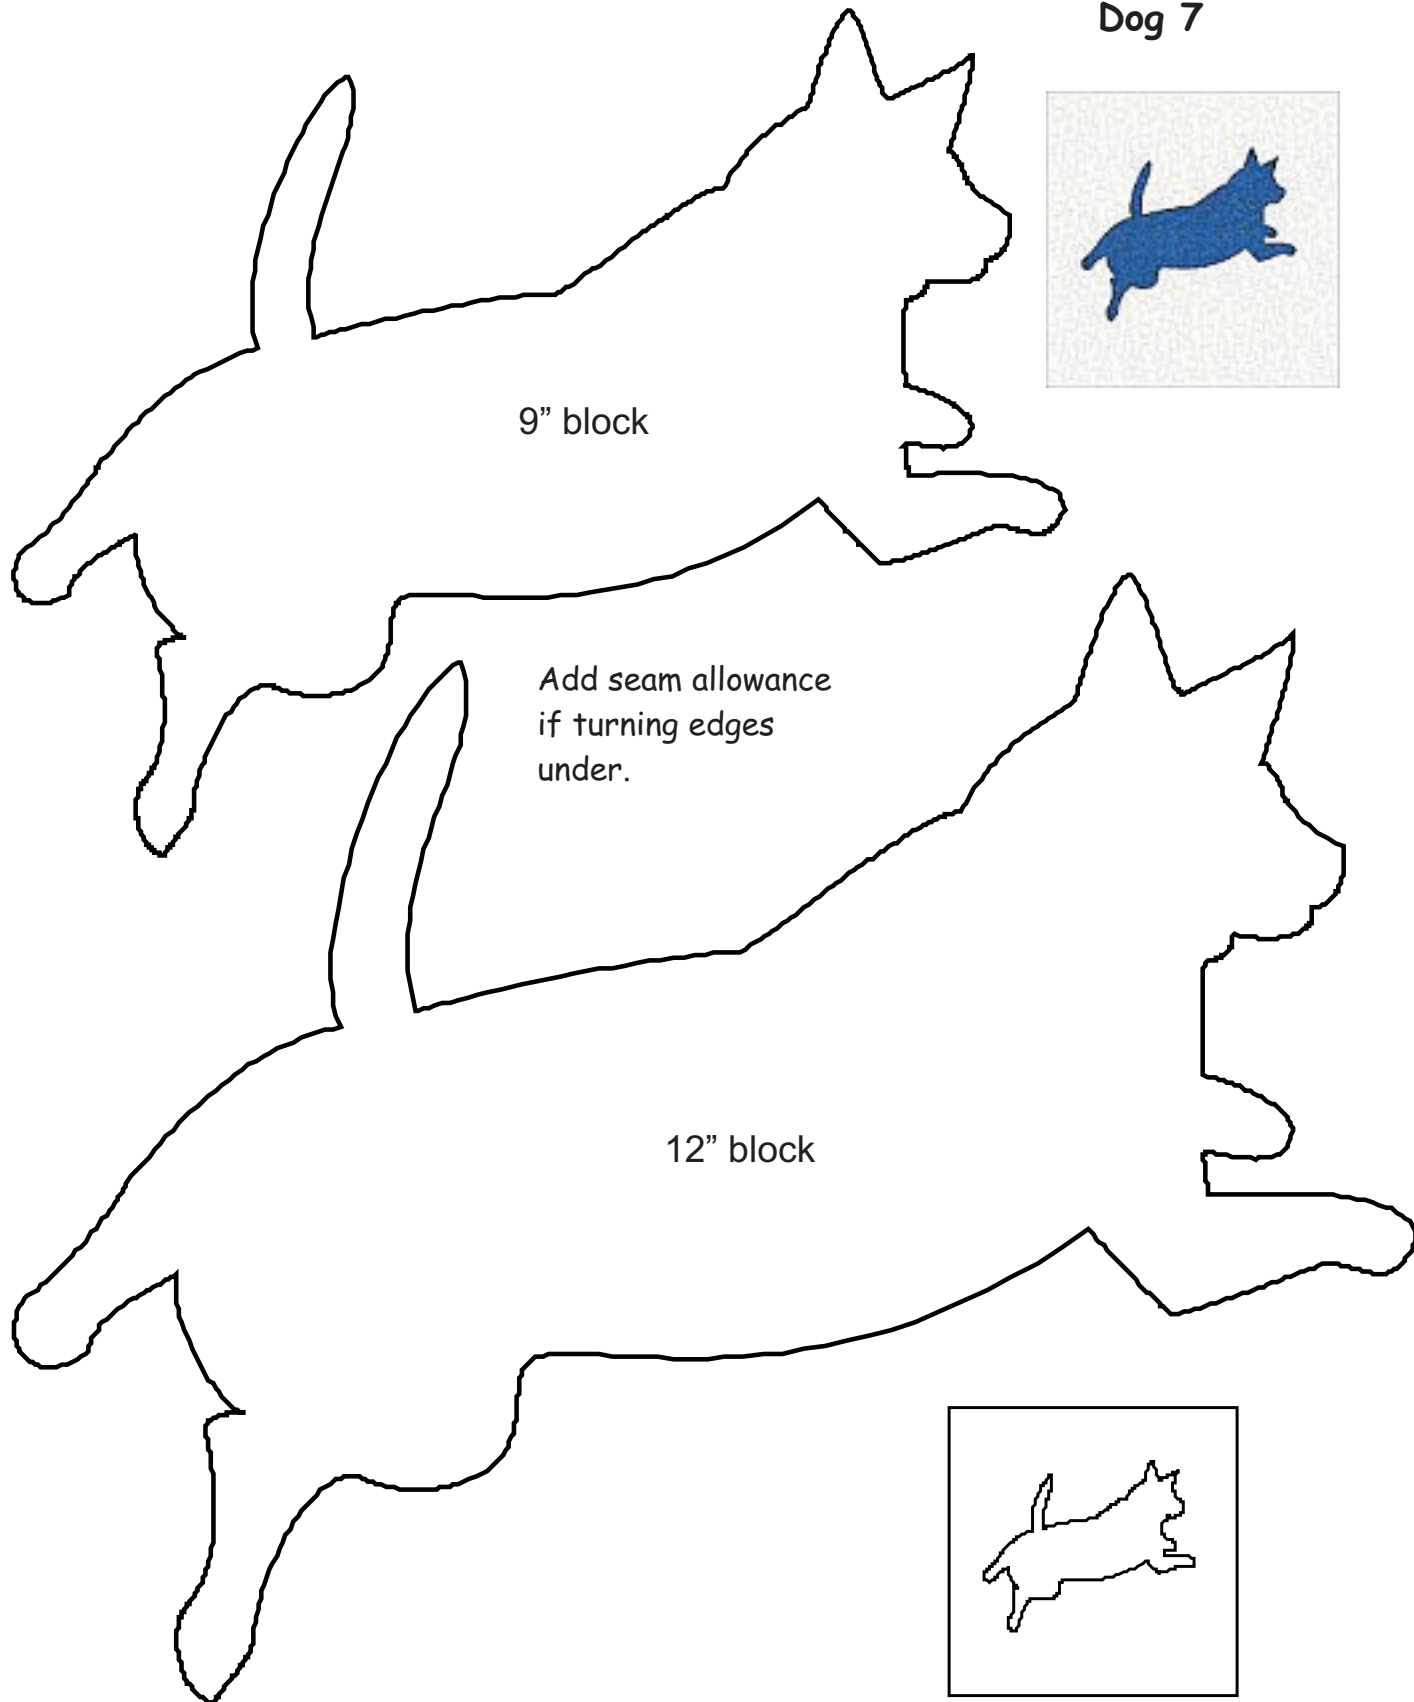 Dog 7
9” block
Add seam allowance
if turning edges
under.
12” block